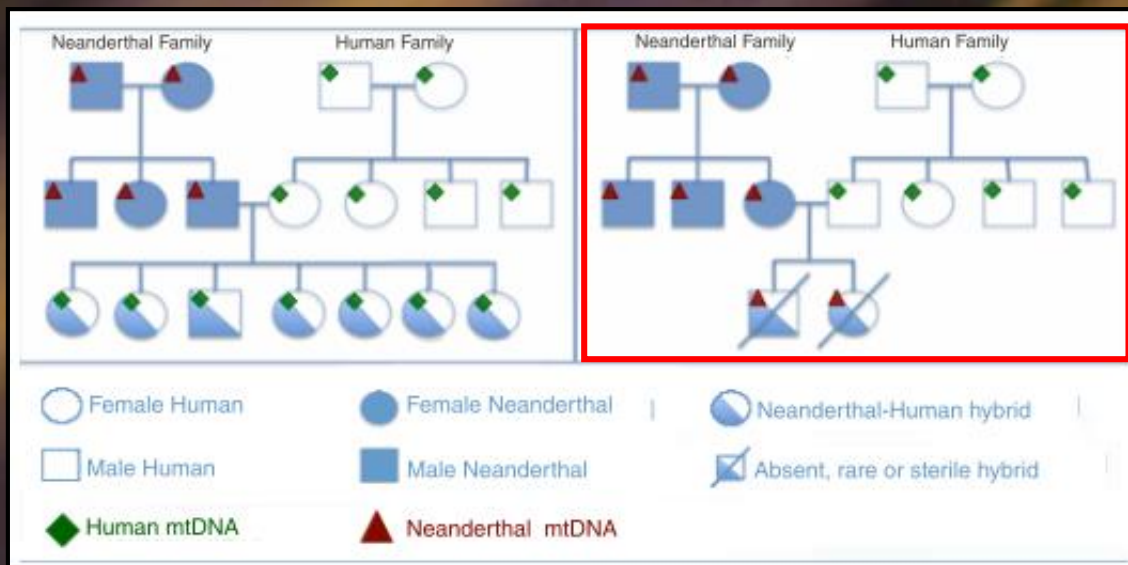 Neanderthal Family
Human Family
Neanderthal Family
Human Family
Female Human
Female Neanderthal
Neanderthal-Human hybrid
Male Human
Male Neanderthal
Absent, rare or sterile hybrid
Human mtDNA
Neanderthal mtDNA